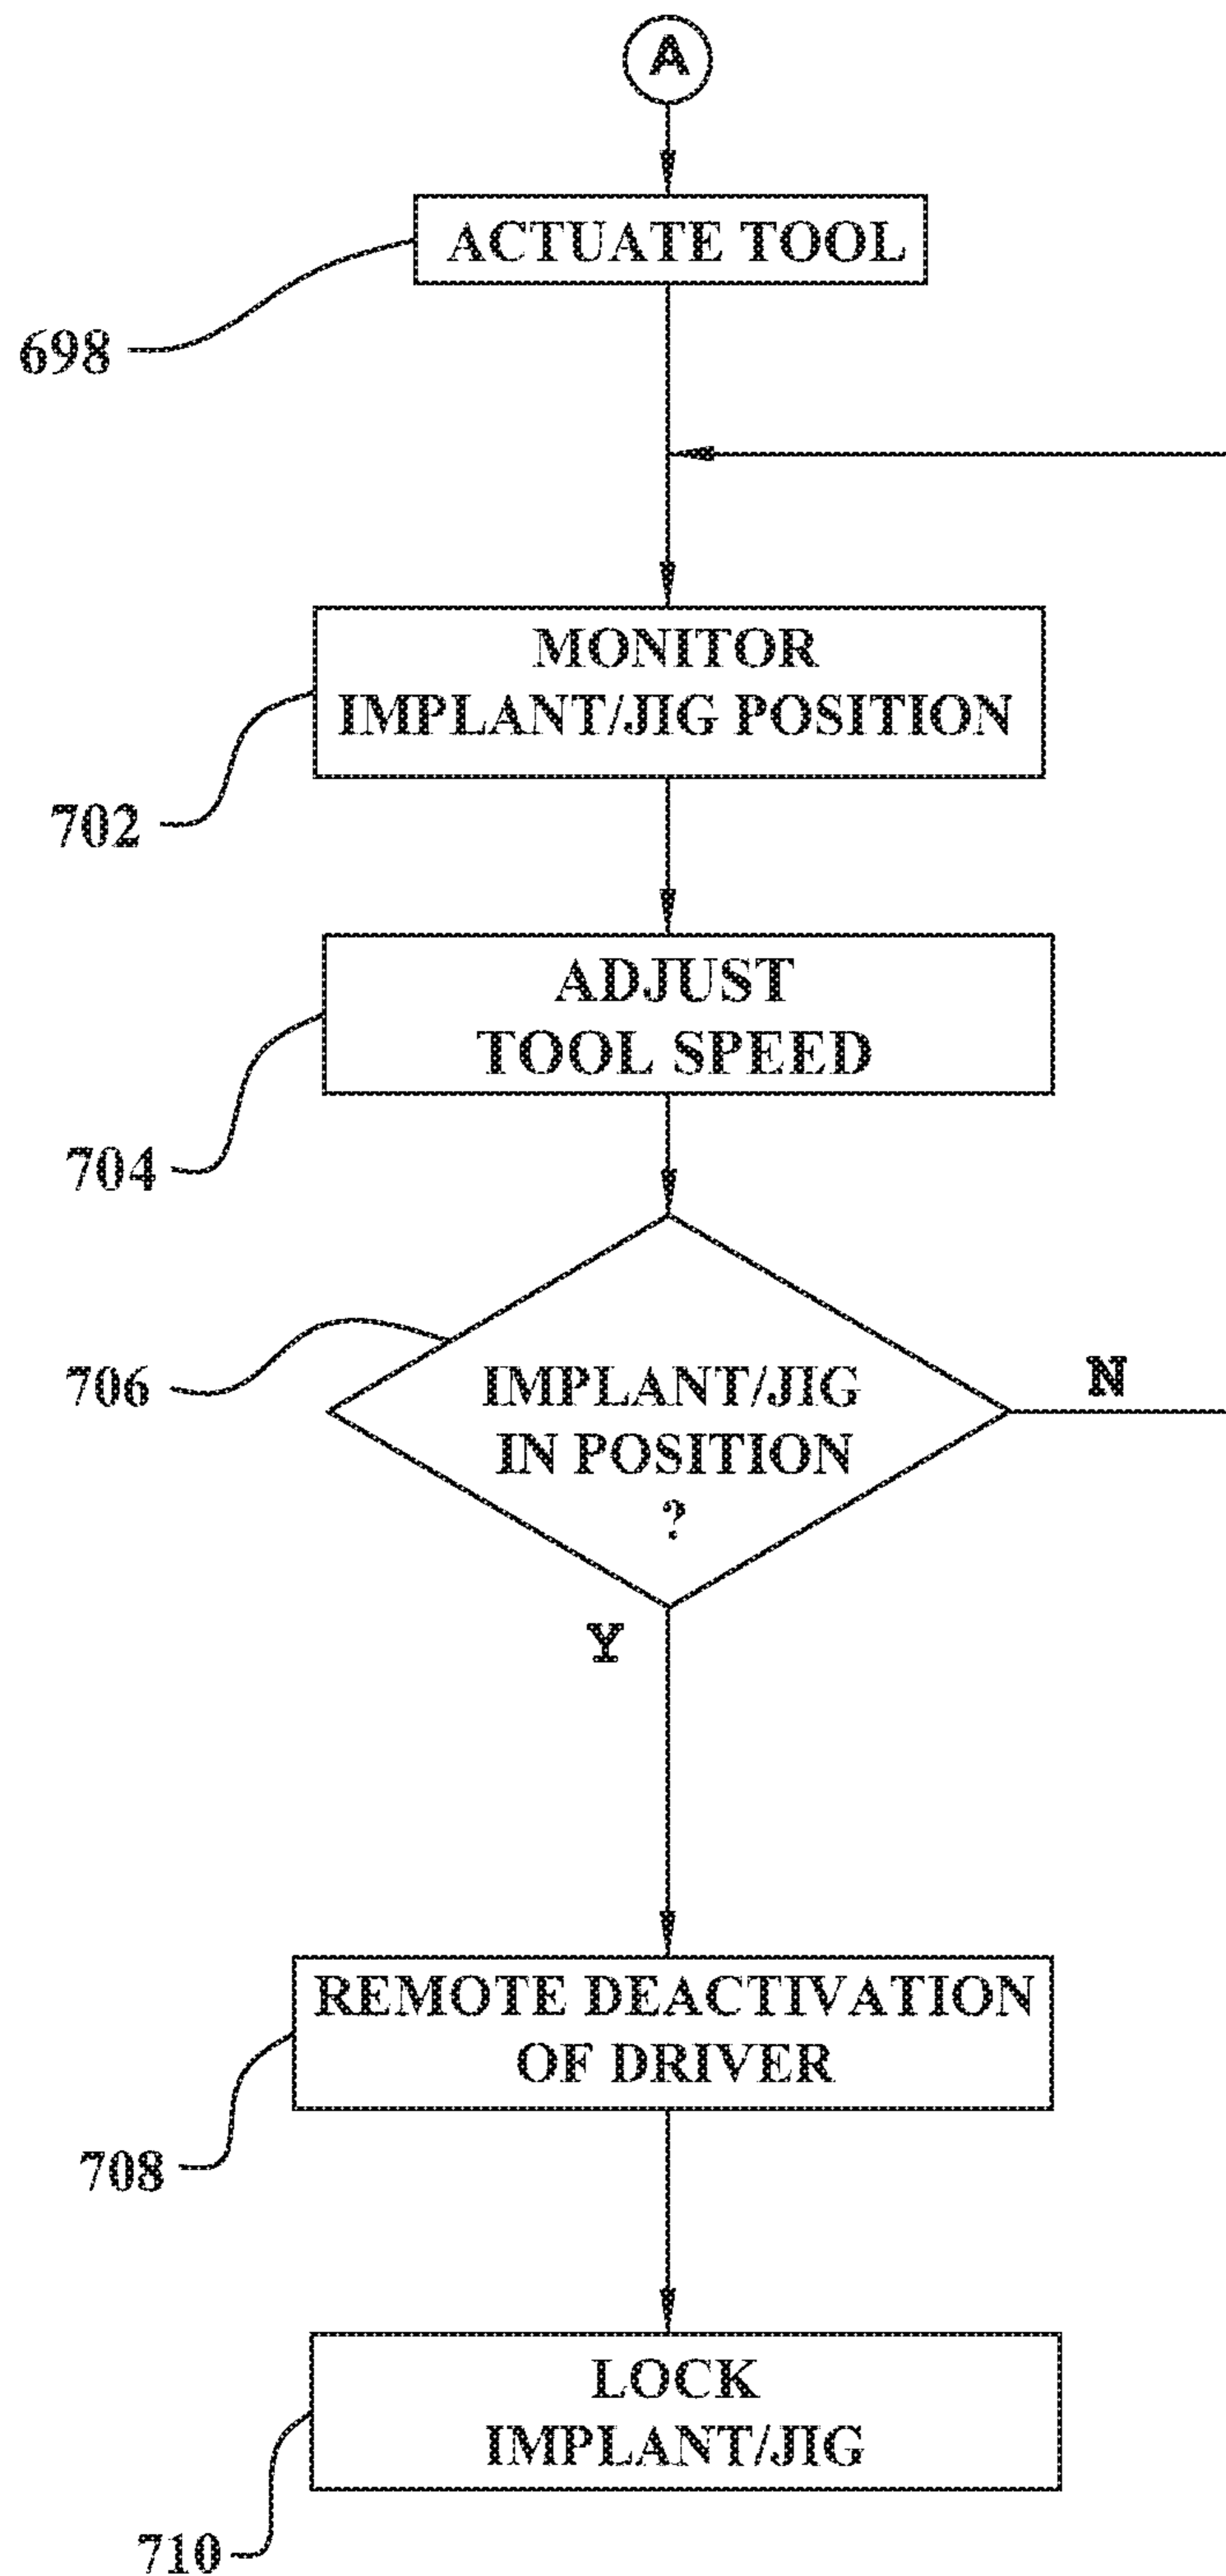 A
ACTUATE TOOL
698
MONITOR
IMPLANT/JIG POSITION
702
ADJUST
TOOL SPEED
704
706
IMPLANT/JIG
IN POSITION
?
N
Y
REMOTE DEACTIVATION
OF DRIVER
708
LOCK
IMPLANT/JIG
710